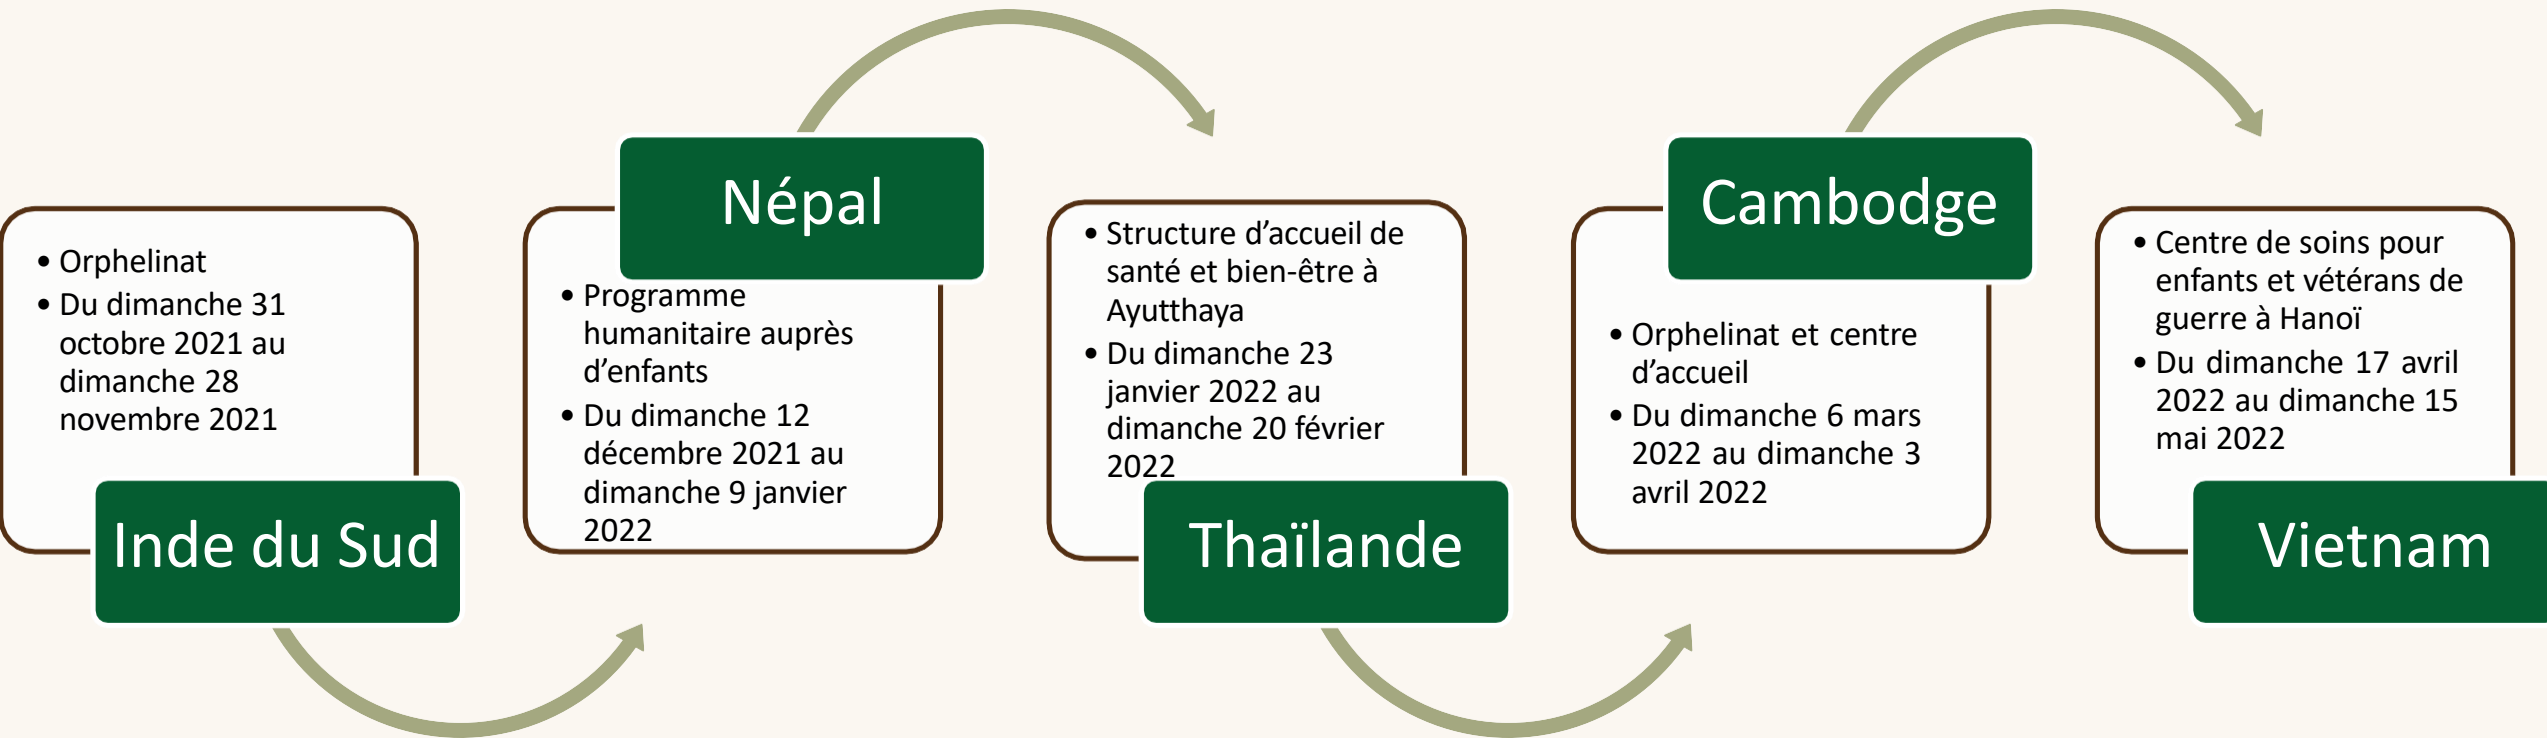 • Orphelinat
• Du dimanche 31
octobre 2021 au
dimanche 28
novembre 2021
Inde du Sud
Népal
• Programme
humanitaire auprès
d’enfants
• Du dimanche 12
décembre 2021 au
dimanche 9 janvier
2022
• Structure d’accueil de
santé et bien-être à
Ayutthaya
• Du dimanche 23
janvier 2022 au
dimanche 20 février
2022
Thaïlande
Cambodge
• Orphelinat et centre
d’accueil
• Du dimanche 6 mars
2022 au dimanche 3
avril 2022
• Centre de soins pour
enfants et vétérans de
guerre à Hanoï
• Du dimanche 17 avril
2022 au dimanche 15
mai 2022
Vietnam